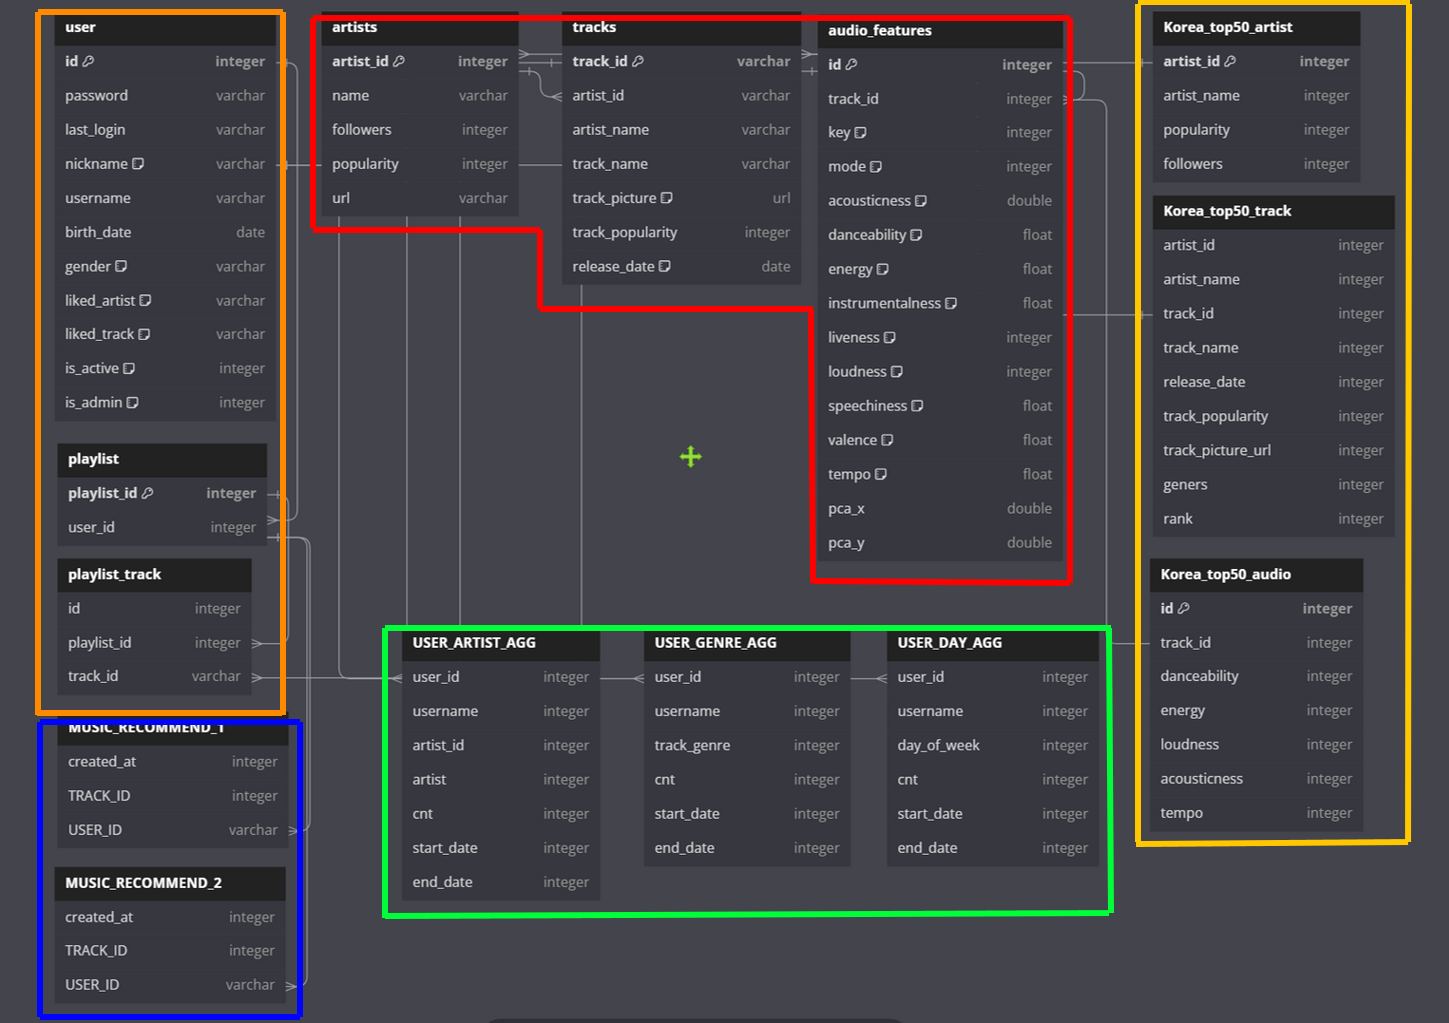 user
id integer
password varchar
last_login varchar
nickname varchar
username varchar
birth_date date
gender varchar
liked_artist varchar
liked_track varchar
is_active integer
is_admin integer
playlist
playlist_id integer
user_id integer
playlist_track
id integer
playlist_id integer
track_id varchar
MUSIC_RECOMMEND_1
created_at integer
TRACK_ID integer
USER_ID varchar
MUSIC_RECOMMEND_2
created_at integer
TRACK_ID integer
USER_ID varchar
artists
artist_id integer
name varchar
followers integer
popularity integer
url varchar
tracks
track_id varchar
artist_id varchar
artist_name varchar
track_name varchar
track_picture url
track_popularity integer
release_date date
audio_features
id integer
track_id integer
key integer
mode integer
acousticness double
danceability float
energy float
instrumentalness float
liveness integer
loudness integer
speechiness float
valence float
tempo float
pca_x double
pca_y double
USER_ARTIST_AGG
user_id integer
username integer
artist_id integer
artist integer
cnt integer
start_date integer
end_date integer
USER_GENRE_AGG
user_id integer
username integer
track_genre integer
cnt integer
start_date integer
end_date integer
USER_DAY_AGG
user_id integer
username integer
day_of_week integer
cnt integer
start_date integer
end_date integer
Korea_top50_artist
artist_id integer
artist_name integer
popularity integer
followers integer
Korea_top50_track
artist_id integer
artist_name integer
track_id integer
track_name integer
release_date integer
track_popularity integer
track_picture_url integer
geners integer
rank integer
Korea_top50_audio
id integer
track_id integer
danceability integer
energy integer
loudness integer
acousticness integer
tempo integer